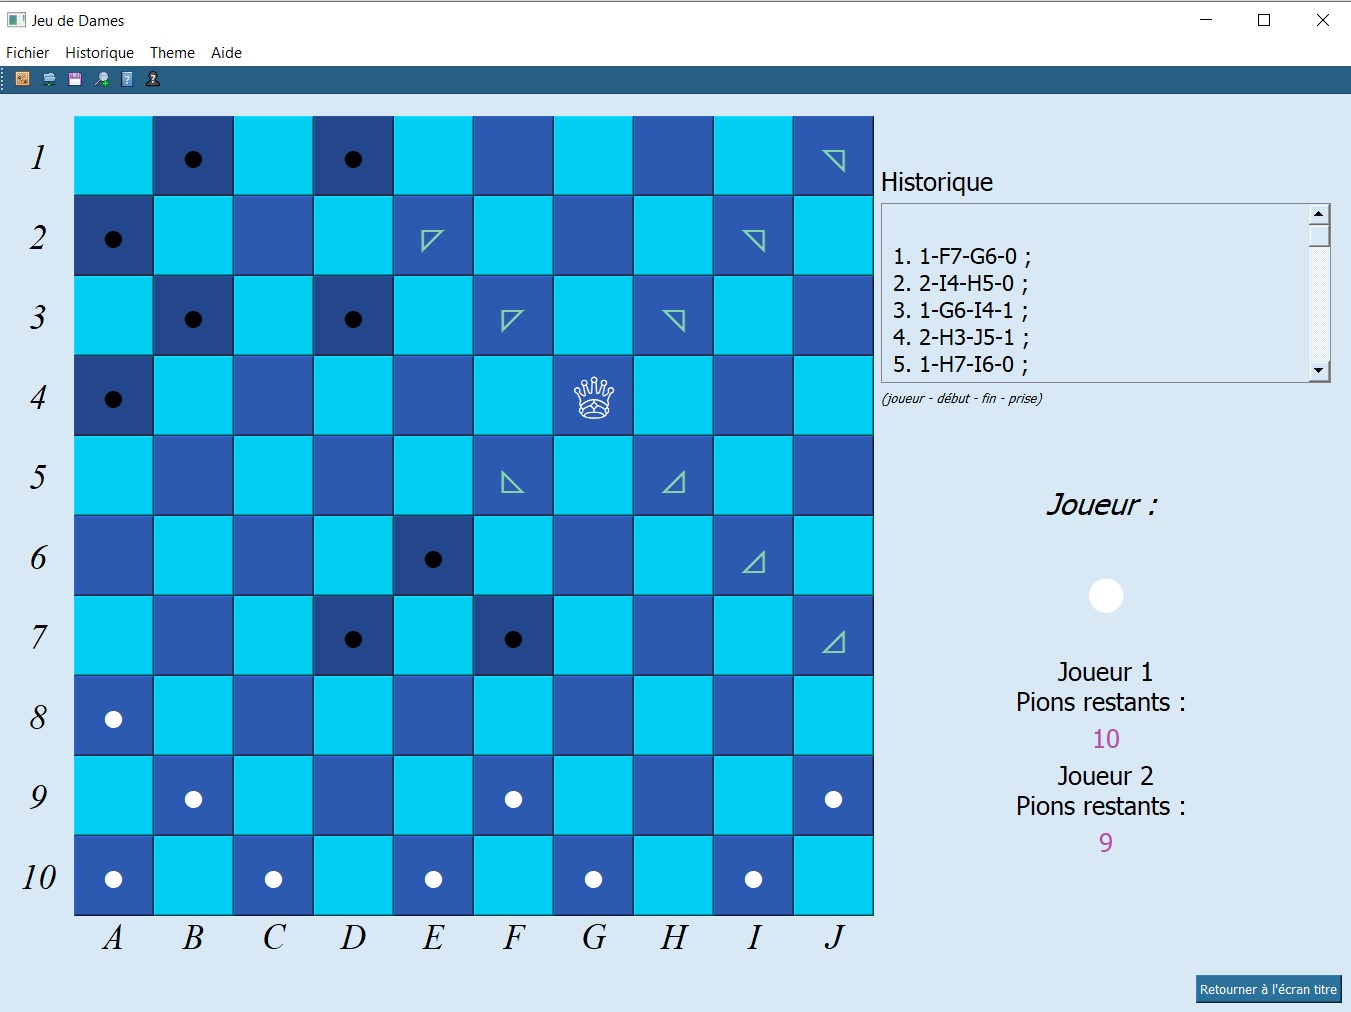 Jeu de Dames
Fichier Historique Theme Aide
1
2
3
4
5
6
7
8
9
10
A B C D E F G H I J
Historique
1. 1-F7-G6-0 ;
2. 2-I4-H5-0 ;
3. 1-G6-I4-1 ;
4. 2-H3-J5-1 ;
5. 1-H7-I6-0 ;
(joueur - début - fin - prise)
Joueur :
Joueur 1
Pions restants :
10
Joueur 2
Pions restants :
9
Retourner à l'écran titre